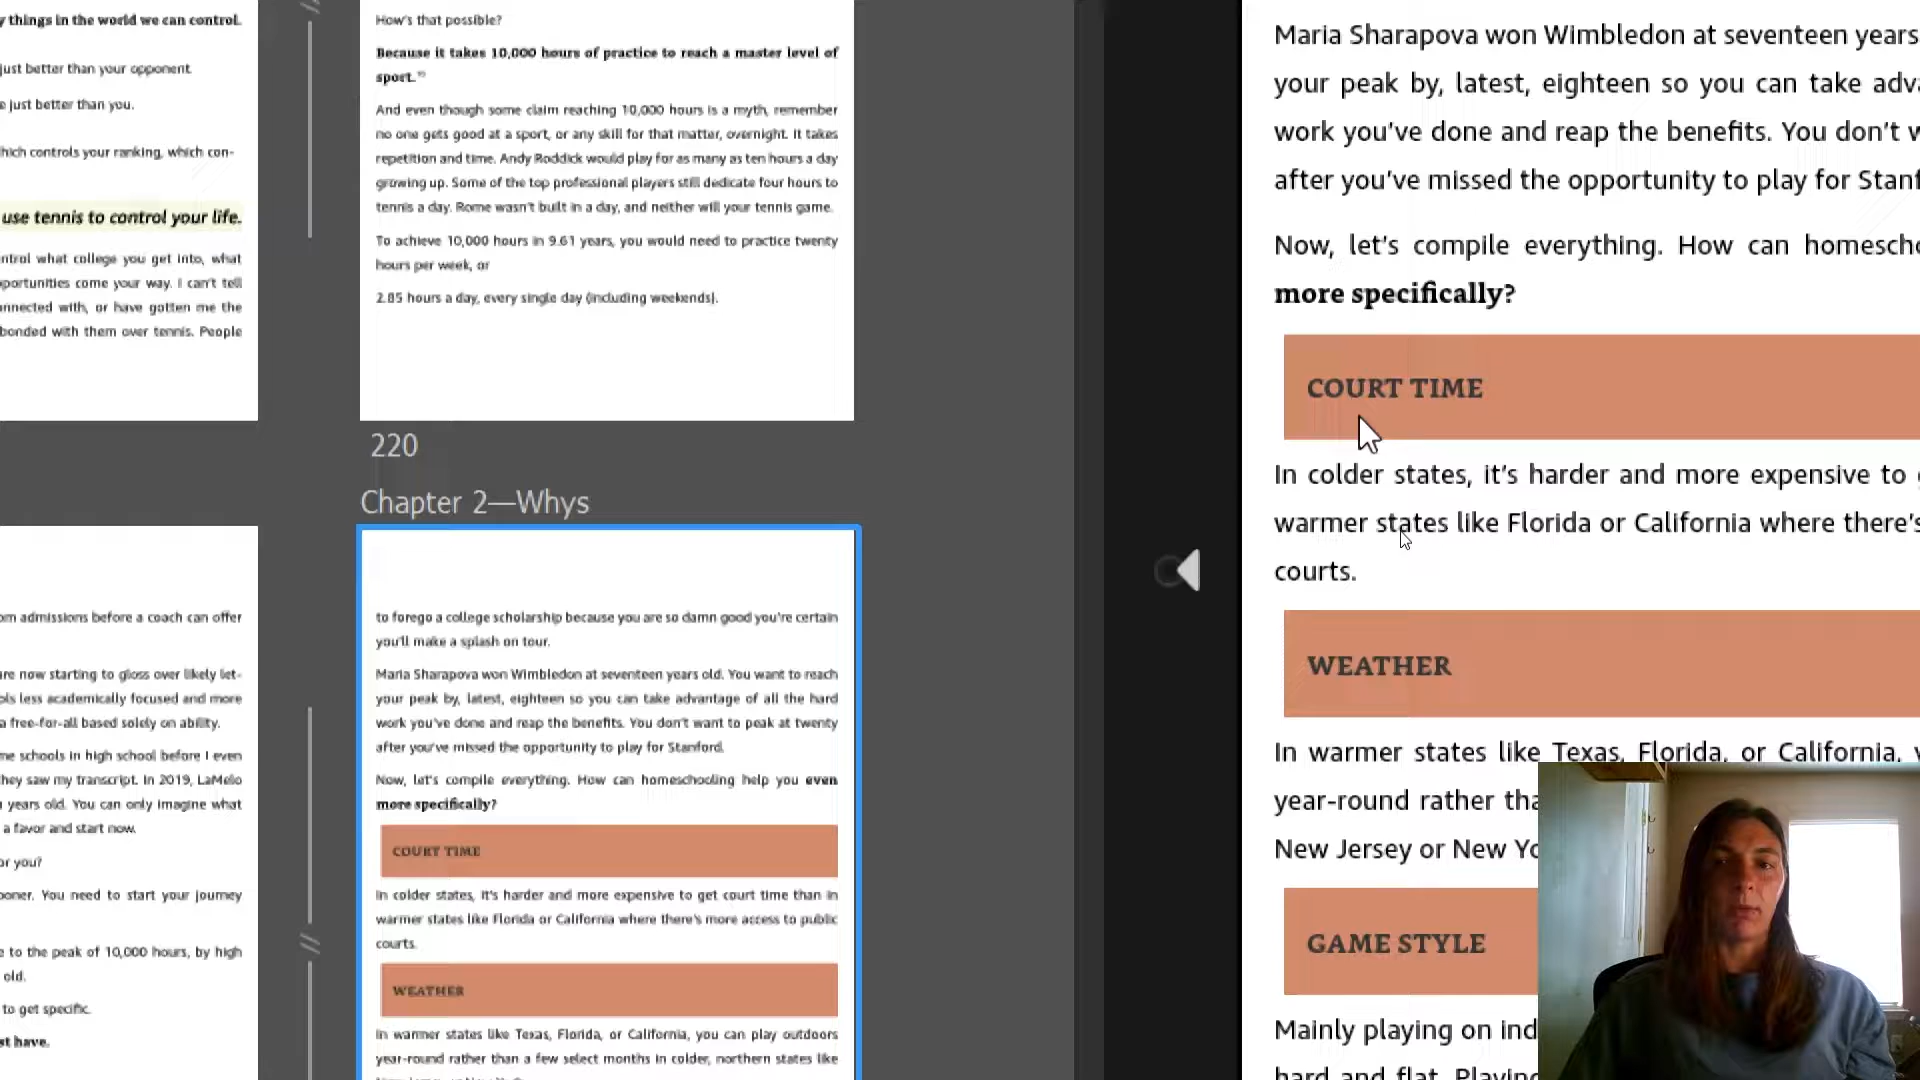 y things in the world we can control.
just better than your opponent.
e just better than you.
hich controls your ranking, which con-
use tennis to control your life.
ntrol what college you get into, what
portunities come your way. I can't tell
nnected with, or have gotten me the
bonded with them over tennis. People
om admissions before a coach can offer
re now starting to gloss over likely let-
ols less academically focused and more
a free-for-all based solely on ability.
me schools in high school before I even
hey saw my transcript. In 2019, LaMelo
years old. You can only imagine what
a favor and start now.
or you?
oner. You need to start your journey
e to the peak of 10,000 hours, by high
old.
to get specific.
st have.
How's that possible?
Because it takes 10,000 hours of practice to reach a master level of
sport.
And even though some claim reaching 10,000 hours is a myth, remember
no one gets good at a sport, or any skill for that matter, overnight. It takes
repetition and time. Andy Roddick would play for as many as ten hours a day
growing up. Some of the top professional players still dedicate four hours to
tennis a day. Rome wasn't built in a day, and neither will your tennis game.
To achieve 10,000 hours in 9.61 years, you would need to practice twenty
hours per week, or
2.85 hours a day, every single day (including weekends).
220
Chapter 2—Whys
to forego a college scholarship because you are so damn good you're certain
you'll make a splash on tour.
Maria Sharapova won Wimbledon at seventeen years old. You want to reach
your peak by, latest, eighteen so you can take advantage of all the hard
work you've done and reap the benefits. You don't want to peak at twenty
after you've missed the opportunity to play for Stanford.
Now, let's compile everything. How can homeschooling help you even
more specifically?
COURT TIME
In colder states, it's harder and more expensive to get court time than in
warmer states like Florida or California where there's more access to public
courts.
WEATHER
In warmer states like Texas, Florida, or California, you can play outdoors
year-round rather than a few select months in colder, northern states like
Maria Sharapova won Wimbledon at seventeen years
your peak by, latest, eighteen so you can take adva
work you've done and reap the benefits. You don't w
after you've missed the opportunity to play for Stanf
Now, let's compile everything. How can homescho
more specifically?
COURT TIME
In colder states, it's harder and more expensive to
warmer states like Florida or California where there's
courts.
WEATHER
In warmer states like Texas, Florida, or California,
year-round rather tha
New Jersey or New Yo
GAME STYLE
Mainly playing on ind
hard and flat. Playing